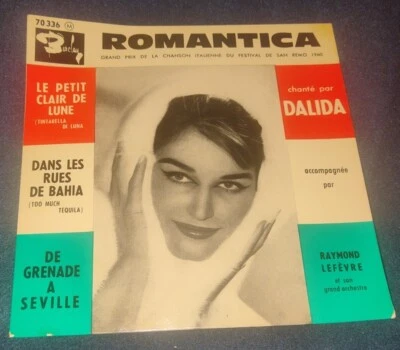 70 336 M
Barclay
ROMANTICA
GRAND PRIX DE LA CHANSON ITALIENNE DU FESTIVAL DE SAN REMO 1960
LE PETIT
CLAIR DE
LUNE
(TINTARELLA
DI LUNA)
DANS LES
RUES
DE BAHIA
(TOO MUCH
TEQUILA)
DE
GRENADE
A
SEVILLE
chanté par
DALIDA
accompagnée
par
RAYMOND
LEFÈVRE
et son
grand orchestre